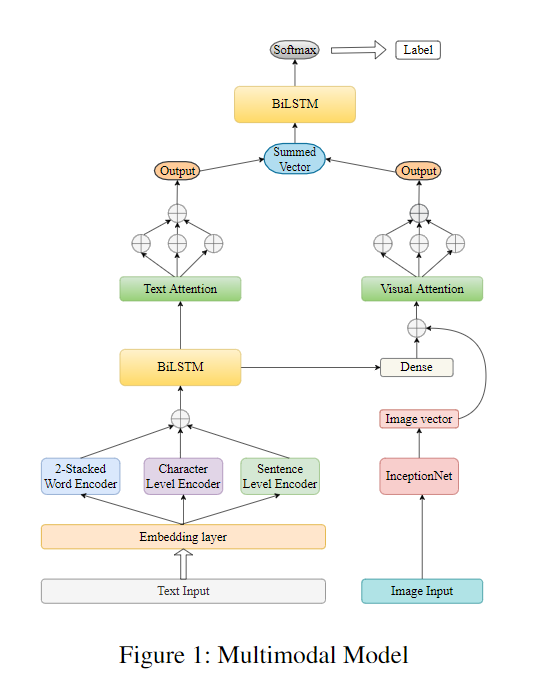 Softmax
Label
BiLSTM
Summed
Vector
Output
Output
Text Attention
Visual Attention
BiLSTM
Dense
Image vector
2-Stacked
Word Encoder
Character
Level Encoder
Sentence
Level Encoder
InceptionNet
Embedding layer
Text Input
Image Input
Figure 1: Multimodal Model